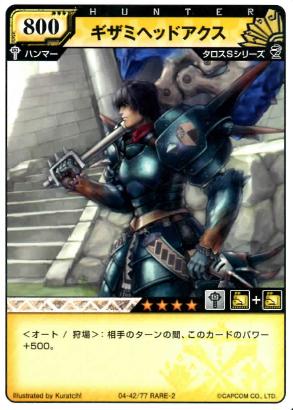 HUNTER
800
ギザミヘッドアクス
ハンマー
タロスSシリーズ
+
<オート / 狩場>：相手のターンの間、このカードのパワー
+500。
Illustrated by Kuratch!
04-42/77 RARE-2
©CAPCOM CO., LTD.